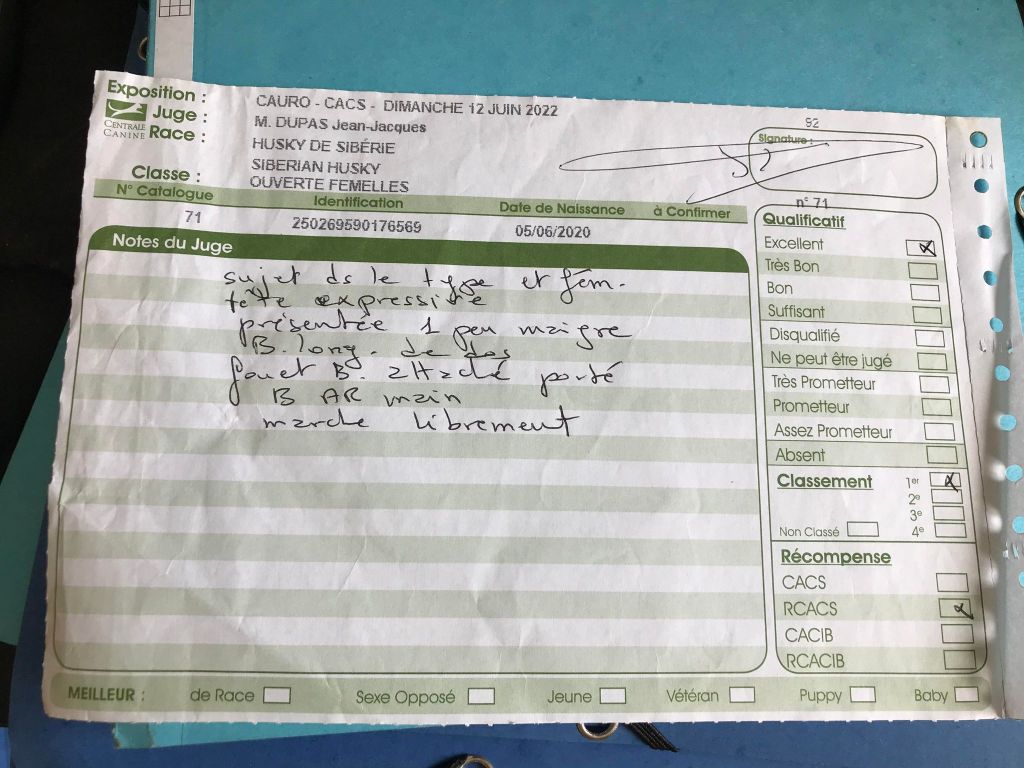 Exposition : CAURO - CACS - DIMANCHE 12 JUIN 2022
CENTRALE CANINE
Juge : M. DUPAS Jean-Jacques
Race : HUSKY DE SIBÉRIE
SIBERIAN HUSKY
Classe : OUVERTE FEMELLES
92
Signature :
N° Catalogue Identification Date de Naissance à Confirmer
71 250269590176569 05/06/2020
n° 71
Notes du Juge
sujet ds le type et fém.
tête expressive
présentée 1 peu maigre
B. long. de dos
fouet B. attaché porté
B AR main
marche librement
Qualificatif
Excellent x
Très Bon
Bon
Suffisant
Disqualifié
Ne peut être jugé
Très Prometteur
Prometteur
Assez Prometteur
Absent
Classement 1er x
2e
3e
Non Classé 4e
Récompense
CACS
RCACS x
CACIB
RCACIB
MEILLEUR : de Race Sexe Opposé Jeune Vétéran Puppy Baby